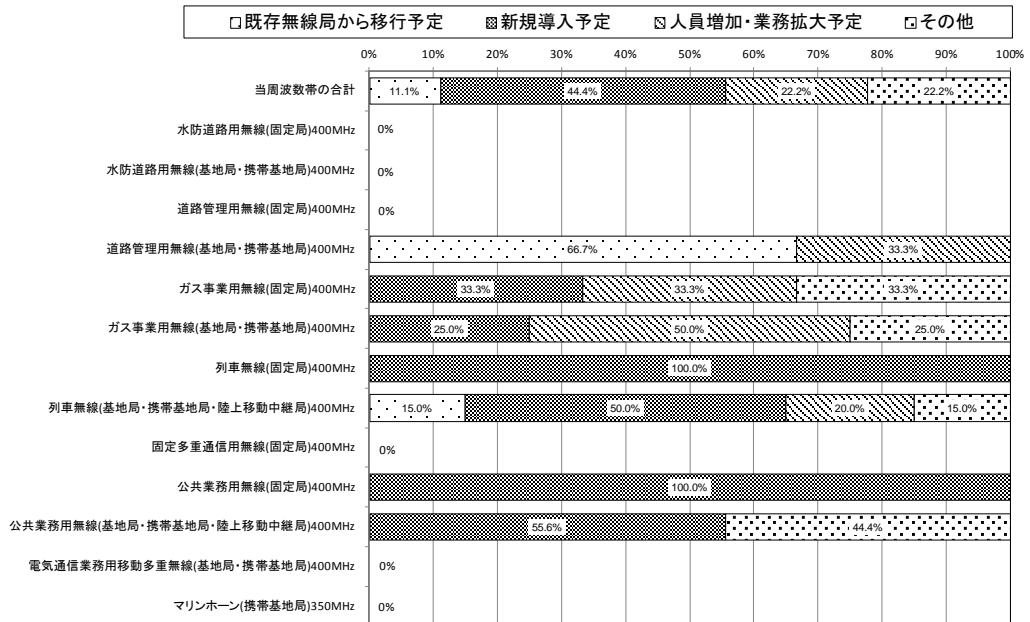 既存無線局から移行予定 新規導入予定 人員増加・業務拡大予定 その他
0% 10% 20% 30% 40% 50% 60% 70% 80% 90% 100%
当周波数帯の合計 11.1% 44.4% 22.2% 22.2%
水防道路用無線(固定局)400MHz 0%
水防道路用無線(基地局・携帯基地局)400MHz 0%
道路管理用無線(固定局)400MHz 0%
道路管理用無線(基地局・携帯基地局)400MHz 66.7% 33.3%
ガス事業用無線(固定局)400MHz 33.3% 33.3% 33.3%
ガス事業用無線(基地局・携帯基地局)400MHz 25.0% 50.0% 25.0%
列車無線(固定局)400MHz 100.0%
列車無線(基地局・携帯基地局・陸上移動中継局)400MHz 15.0% 50.0% 20.0% 15.0%
固定多重通信用無線(固定局)400MHz 0%
公共業務用無線(固定局)400MHz 100.0%
公共業務用無線(基地局・携帯基地局・陸上移動中継局)400MHz 55.6% 44.4%
電気通信業務用移動多重無線(基地局・携帯基地局)400MHz 0%
マリンホーン(携帯基地局)350MHz 0%